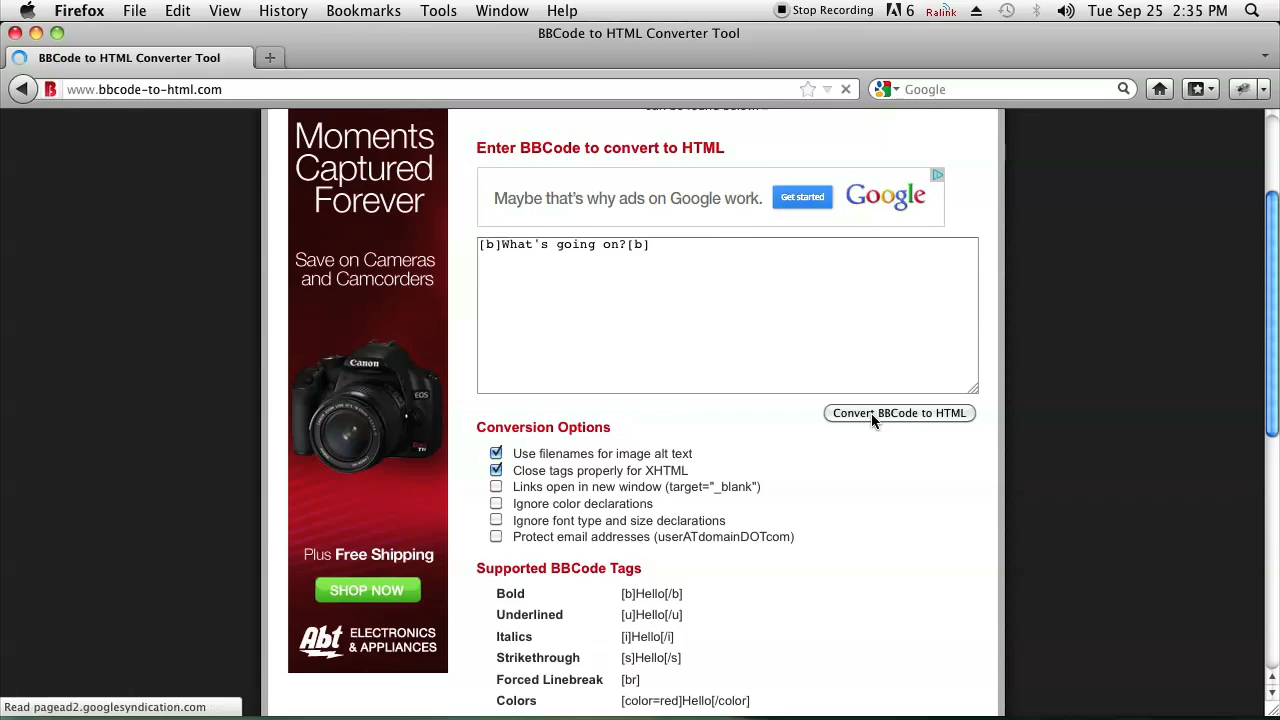 Firefox File Edit View History Bookmarks Tools Window Help Stop Recording 6 Ralink Tue Sep 25 2:35 PM
BBCode to HTML Converter Tool
BBCode to HTML Converter Tool
www.bbcode-to-html.com
Google
Moments
Captured
Forever
Save on Cameras
and Camcorders
Canon
EOS
Plus Free Shipping
SHOP NOW
Abt ELECTRONICS
& APPLIANCES
can be found below
Enter BBCode to convert to HTML
Maybe that's why ads on Google work. Get started Google
[b]What's going on?[b]
Convert BBCode to HTML
Conversion Options
Use filenames for image alt text
Close tags properly for XHTML
Links open in new window (target="_blank")
Ignore color declarations
Ignore font type and size declarations
Protect email addresses (userATdomainDOTcom)
Supported BBCode Tags
Bold [b]Hello[/b]
Underlined [u]Hello[/u]
Italics [i]Hello[/i]
Strikethrough [s]Hello[/s]
Forced Linebreak [br]
Colors [color=red]Hello[/color]
Read pagead2.googlesyndication.com